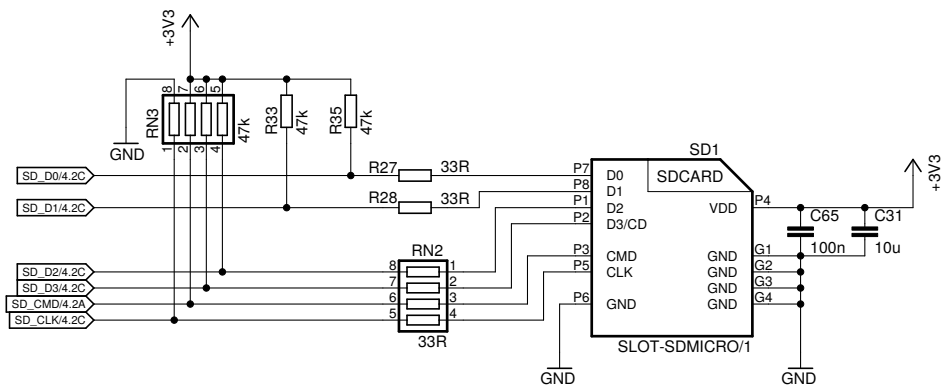 +3V3
8
7
6
5
RN3
47k
1
2
3
4
R33
47k
R35
47k
GND
SD_D0/4.2C
SD_D1/4.2C
SD_D2/4.2C
SD_D3/4.2C
SD_CMD/4.2A
SD_CLK/4.2C
R27
33R
R28
33R
RN2
8
1
7
2
6
3
5
4
33R
SD1
SDCARD
P7
D0
P8
D1
P1
D2
P2
D3/CD
P3
CMD
P5
CLK
P6
GND
VDD
P4
GND
G1
GND
G2
GND
G3
GND
G4
SLOT-SDMICRO/1
GND
C65
100n
C31
10u
+3V3
GND